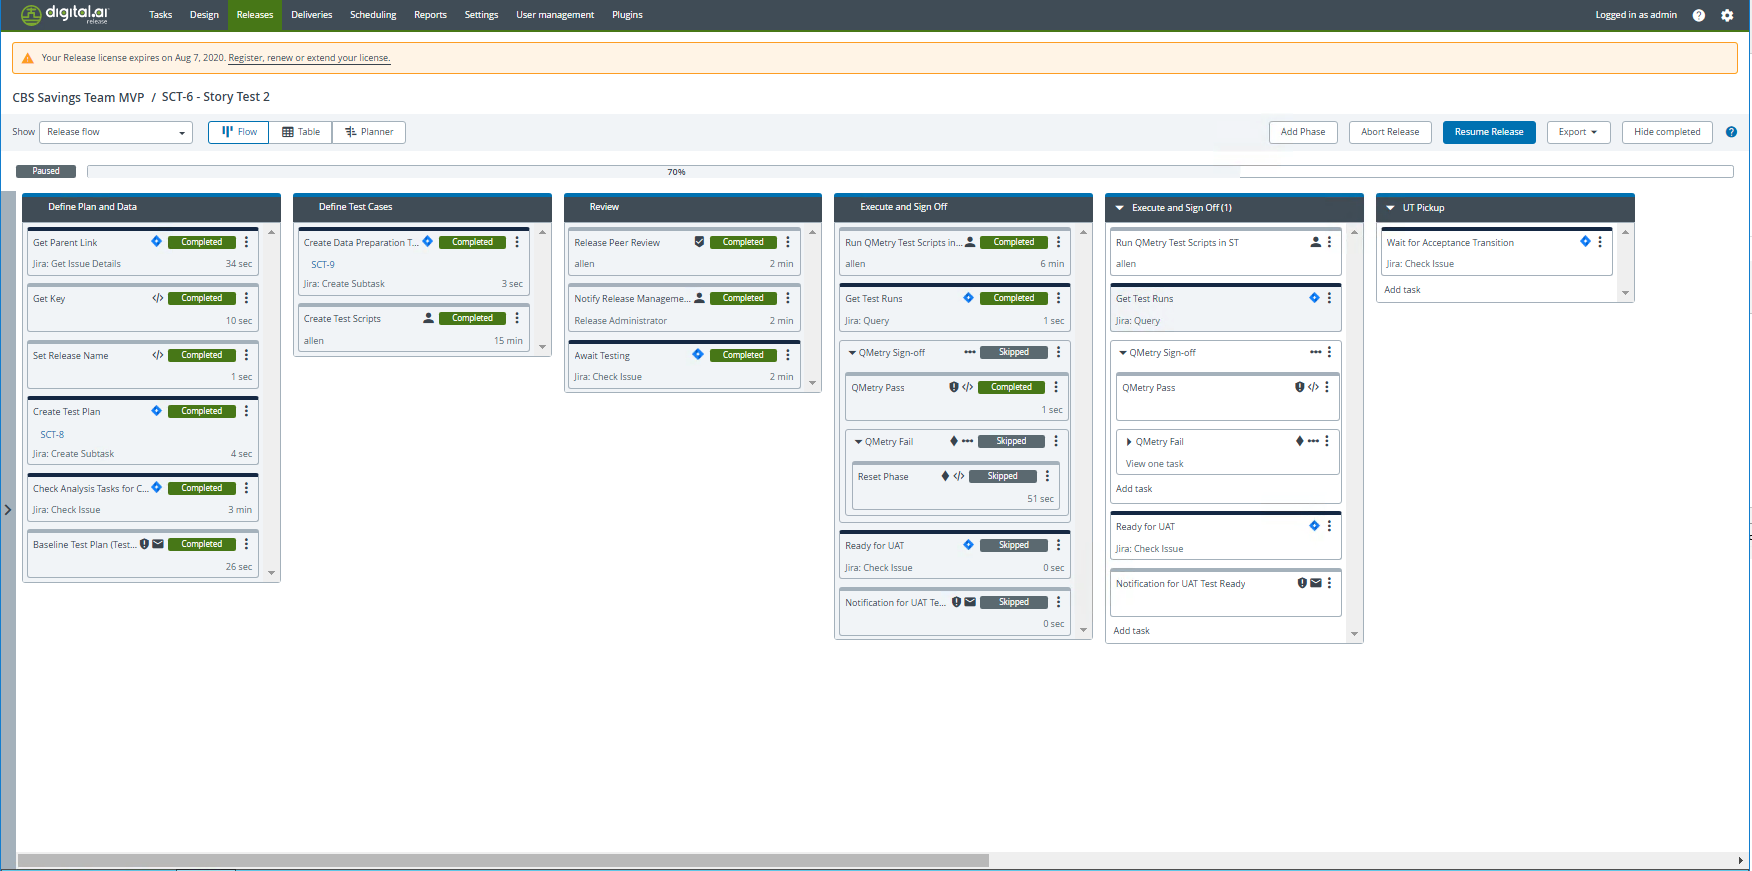 digital.ai
release
Tasks Design Releases Deliveries Scheduling Reports Settings User management Plugins
Logged in as admin
Your Release license expires on Aug 7, 2020. Register, renew or extend your license.
CBS Savings Team MVP / SCT-6 - Story Test 2
Show Release flow Flow Table Planner Add Phase Abort Release Resume Release Export Hide completed
Paused 70%
Define Plan and Data
Get Parent Link Completed
Jira: Get Issue Details 34 sec
Get Key Completed
10 sec
Set Release Name Completed
1 sec
Create Test Plan Completed
SCT-8
Jira: Create Subtask 4 sec
Check Analysis Tasks for C... Completed
Jira: Check Issue 3 min
Baseline Test Plan (Test... Completed
26 sec
Define Test Cases
Create Data Preparation T... Completed
SCT-9
Jira: Create Subtask 3 sec
Create Test Scripts Completed
allen 15 min
Review
Release Peer Review Completed
allen 2 min
Notify Release Manageme... Completed
Release Administrator 2 min
Await Testing Completed
Jira: Check Issue 2 min
Execute and Sign Off
Run QMetry Test Scripts in... Completed
allen 6 min
Get Test Runs Completed
Jira: Query 1 sec
QMetry Sign-off Skipped
QMetry Pass Completed
1 sec
QMetry Fail Skipped
Reset Phase Skipped
51 sec
Ready for UAT Skipped
Jira: Check Issue 0 sec
Notification for UAT Te... Skipped
0 sec
Execute and Sign Off (1)
Run QMetry Test Scripts in ST
allen
Get Test Runs
Jira: Query
QMetry Sign-off
QMetry Pass
QMetry Fail
View one task
Add task
Ready for UAT
Jira: Check Issue
Notification for UAT Test Ready
Add task
UT Pickup
Wait for Acceptance Transition
Jira: Check Issue
Add task